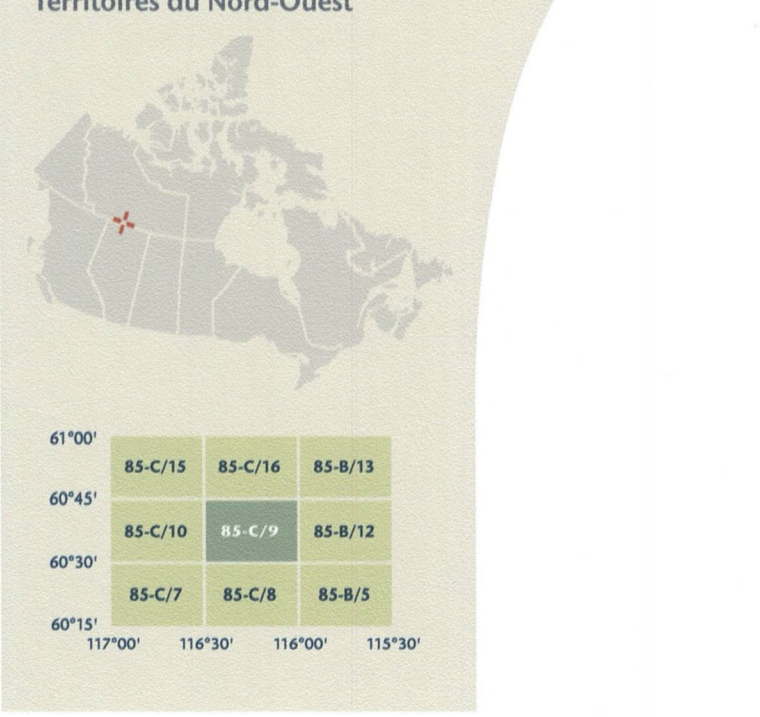 Territoires du Nord-Ouest
61°00'
85-C/15 85-C/16 85-B/13
60°45'
85-C/10 85-C/9 85-B/12
60°30'
85-C/7 85-C/8 85-B/5
60°15'
117°00' 116°30' 116°00' 115°30'